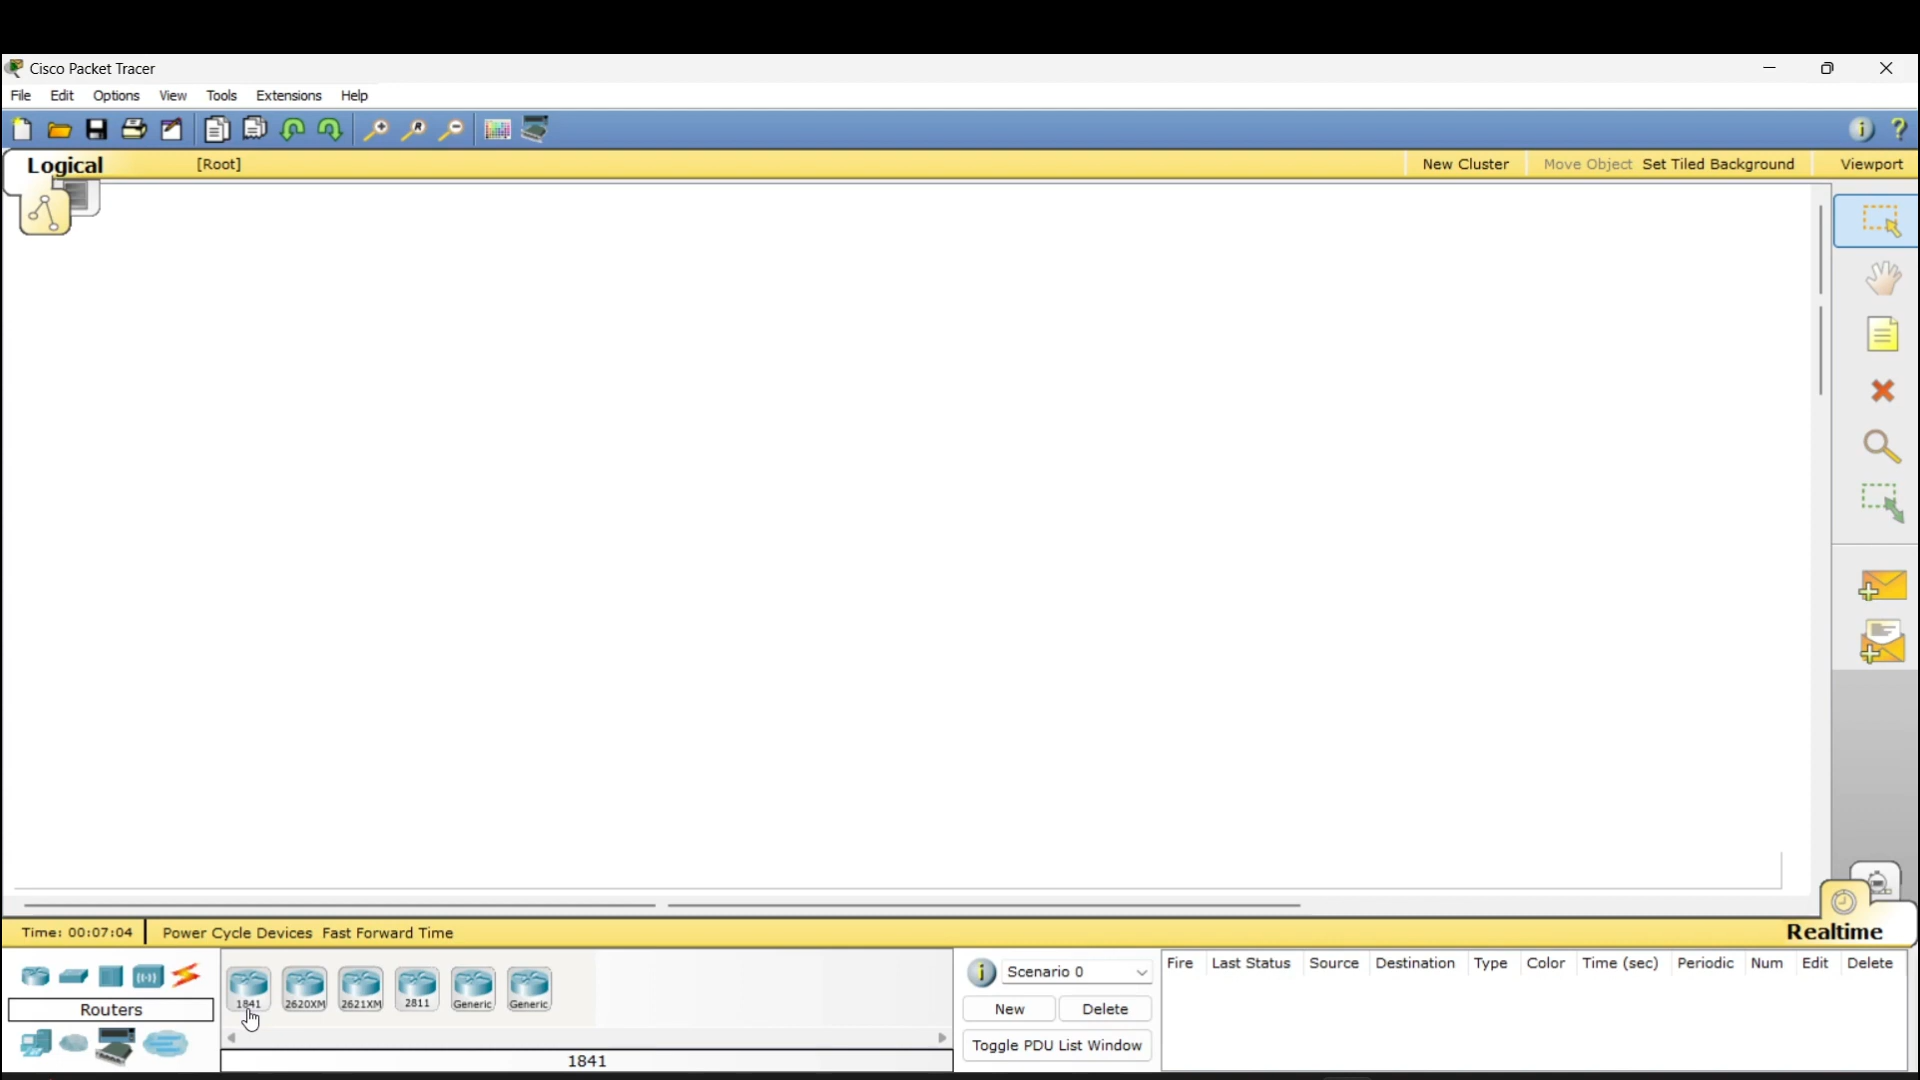 Cisco Packet Tracer
File Edit Options View Tools Extensions Help
Logical [Root] New Cluster Move Object Set Tiled Background Viewport
Time: 00:07:04 Power Cycle Devices Fast Forward Time Realtime
Routers
1841 2620XM 2621XM 2811 Generic Generic
1841
Scenario 0
New Delete
Toggle PDU List Window
Fire Last Status Source Destination Type Color Time (sec) Periodic Num Edit Delete